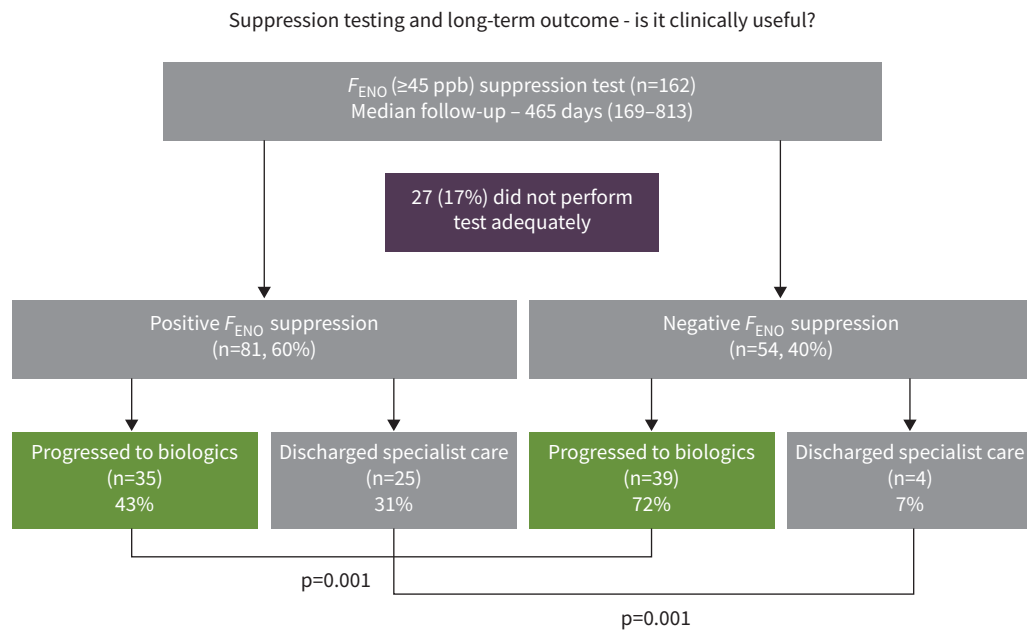 Suppression testing and long-term outcome - is it clinically useful?
FENO (≥45 ppb) suppression test (n=162)
Median follow-up – 465 days (169–813)
27 (17%) did not perform
test adequately
Positive FENO suppression
(n=81, 60%)
Negative FENO suppression
(n=54, 40%)
Progressed to biologics
(n=35)
43%
Discharged specialist care
(n=25)
31%
Progressed to biologics
(n=39)
72%
Discharged specialist care
(n=4)
7%
p=0.001
p=0.001